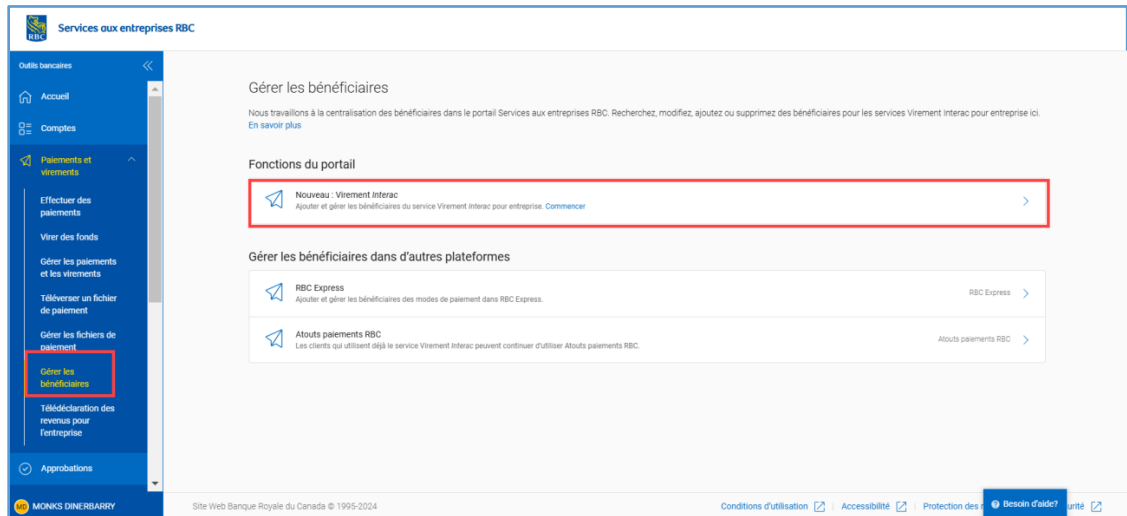 RBC
Services aux entreprises RBC
Outils bancaires
Accueil
Comptes
Paiements et
virements
Effectuer des
paiements
Virer des fonds
Gérer les paiements
et les virements
Téléverser un fichier
de paiement
Gérer les fichiers de
paiement
Gérer les
bénéficiaires
Télédéclaration des
revenus pour
l'entreprise
Approbations
MD MONKS DINERBARRY
Gérer les bénéficiaires
Nous travaillons à la centralisation des bénéficiaires dans le portail Services aux entreprises RBC. Recherchez, modifiez, ajoutez ou supprimez des bénéficiaires pour les services Virement Interac pour entreprise ici.
En savoir plus
Fonctions du portail
Nouveau : Virement Interac
Ajouter et gérer les bénéficiaires du service Virement Interac pour entreprise. Commencer
Gérer les bénéficiaires dans d'autres plateformes
RBC Express
Ajouter et gérer les bénéficiaires des modes de paiement dans RBC Express.
RBC Express
Atouts paiements RBC
Les clients qui utilisent déjà le service Virement Interac peuvent continuer d'utiliser Atouts paiements RBC.
Atouts paiements RBC
Site Web Banque Royale du Canada © 1995-2024
Conditions d'utilisation | Accessibilité | Protection des
Besoin d'aide?
urité